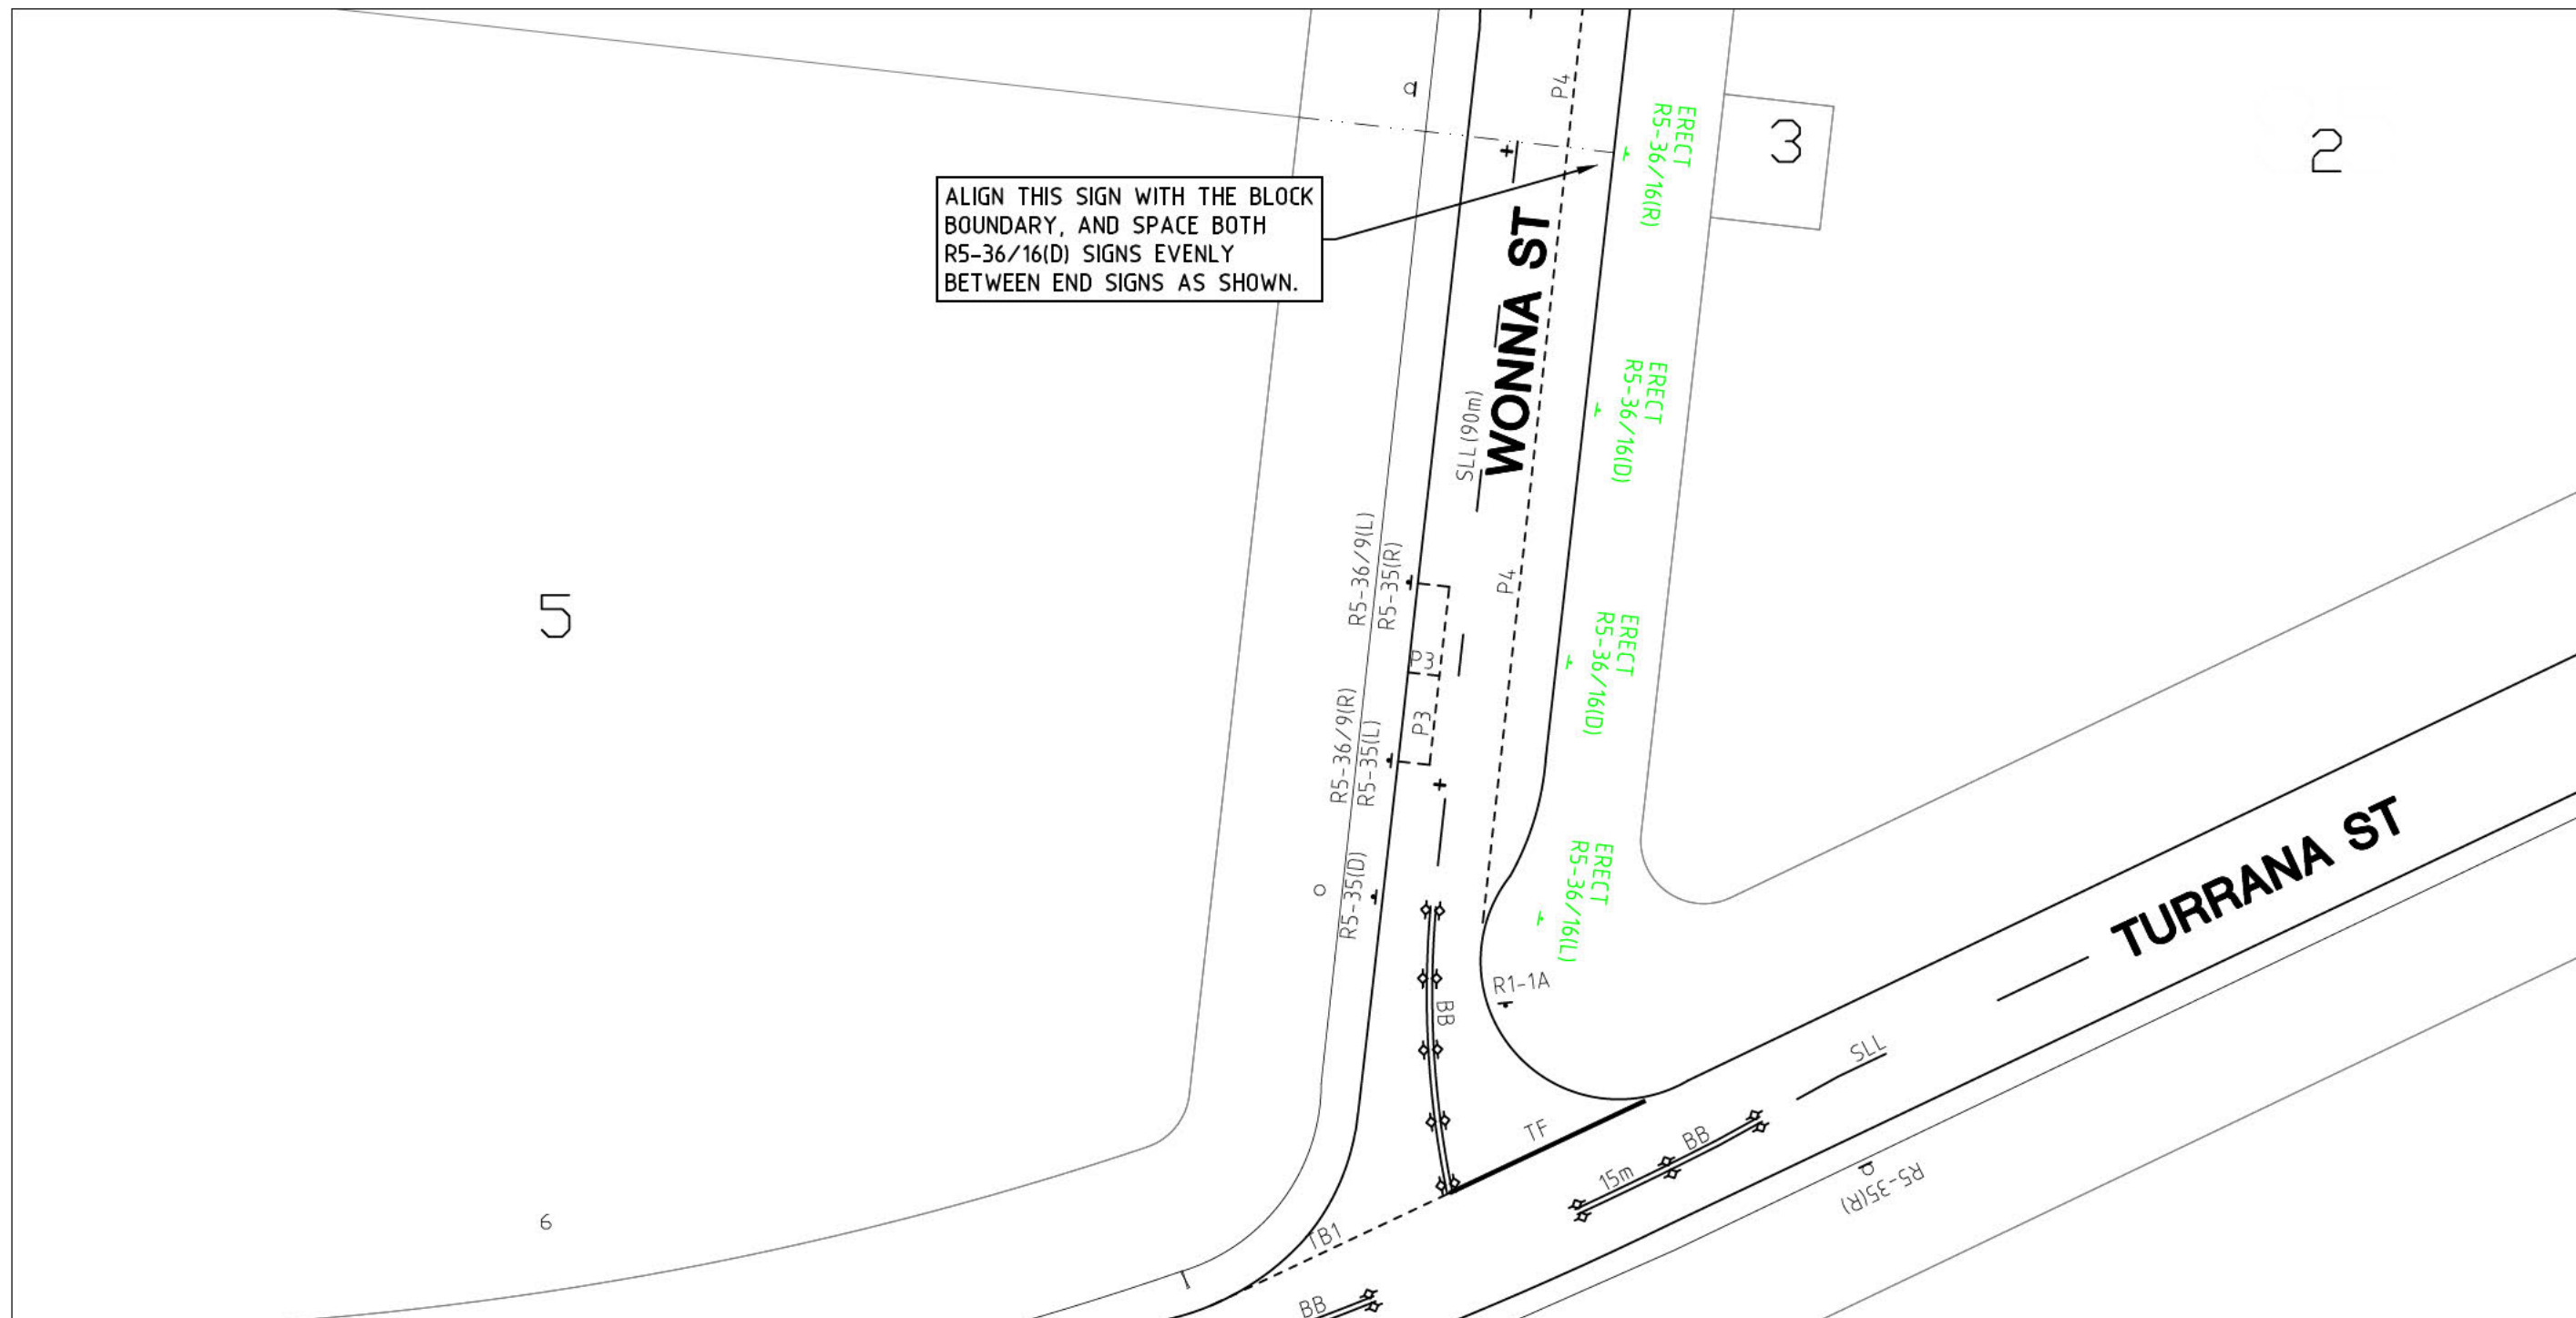 P4
ERECT
R5-36/16(R)
3
2
ALIGN THIS SIGN WITH THE BLOCK
BOUNDARY, AND SPACE BOTH
R5-36/16(D) SIGNS EVENLY
BETWEEN END SIGNS AS SHOWN.
WONNA ST
SLL(90m)
ERECT
R5-36/16(D)
R5-36/9(L)
R5-35(R)
P4
5
P3
ERECT
R5-36/16(D)
R5-36/9(R)
R5-35(L)
P3
R5-35(D)
ERECT
R5-36/16(L)
TURRANA ST
R1-1A
BB
SLL
TF
BB
15m
R5-35(R)
6
TB1
BB